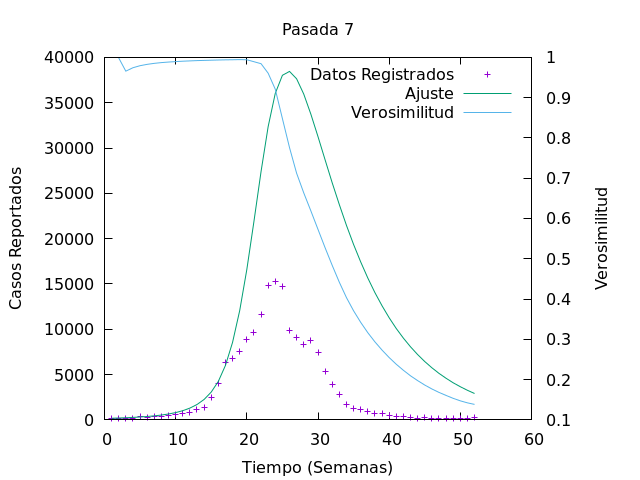 Pasada 7
40000
35000
30000
25000
20000
15000
10000
5000
0
Casos Reportados
1
0.9
0.8
0.7
0.6
0.5
0.4
0.3
0.2
0.1
Verosimilitud
Datos Registrados
Ajuste
Verosimilitud
0 10 20 30 40 50 60
Tiempo (Semanas)